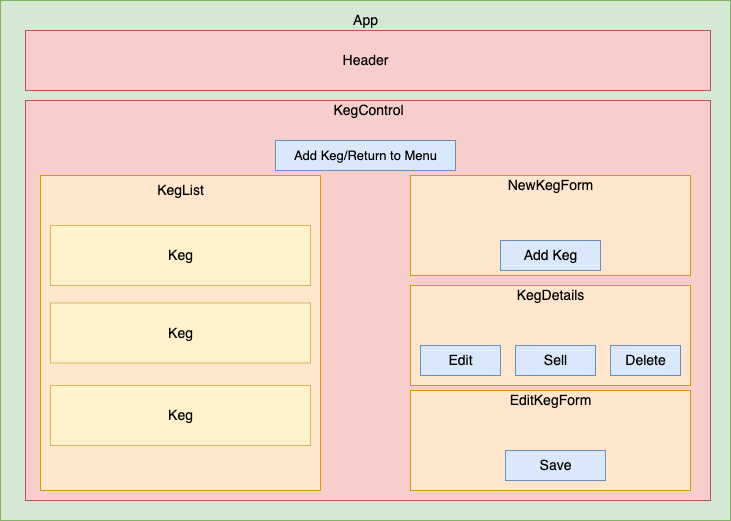 App
Header
KegControl
Add Keg/Return to Menu
KegList
Keg
Keg
Keg
NewKegForm
Add Keg
KegDetails
Edit
Sell
Delete
EditKegForm
Save